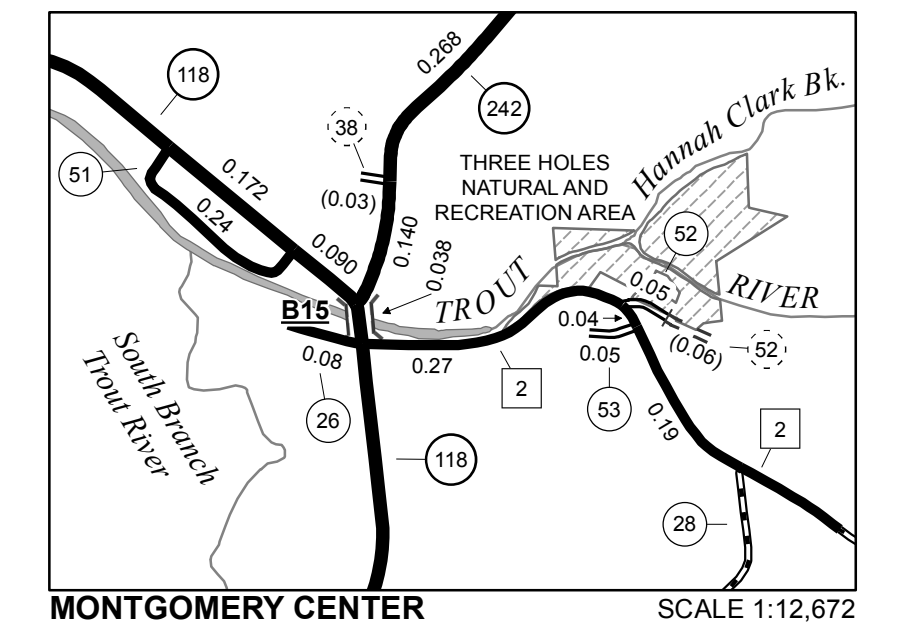 0.268
118
242
Hannah Clark Bk.
38
THREE HOLES
NATURAL AND
RECREATION AREA
51
0.172
(0.03)
0.24
0.140
52
0.090
0.038
0.05
TROUT
RIVER
B15
0.04
(0.06)
52
0.08
0.27
0.05
South Branch
Trout River
2
53
26
0.19
2
118
28
MONTGOMERY CENTER
SCALE 1:12,672